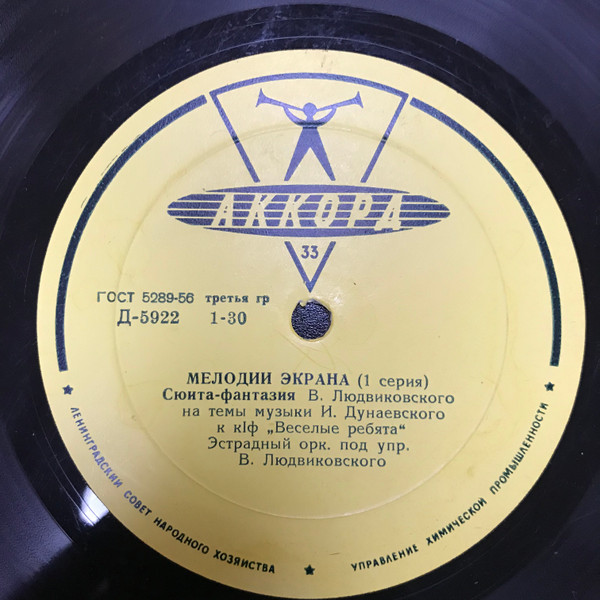 АККОРД
33
ГОСТ 5289-56 третья гр
Д-5922 1-30
МЕЛОДИИ ЭКРАНА (1 серия)
Сюита-фантазия В. Людвиковского
на темы музыки И. Дунаевского
к к|ф „Веселые ребята"
Эстрадный орк. под упр.
В. Людвиковского
★ ЛЕНИНГРАДСКИЙ СОВЕТ НАРОДНОГО ХОЗЯЙСТВА ★ УПРАВЛЕНИЕ ХИМИЧЕСКОЙ ПРОМЫШЛЕННОСТИ ★